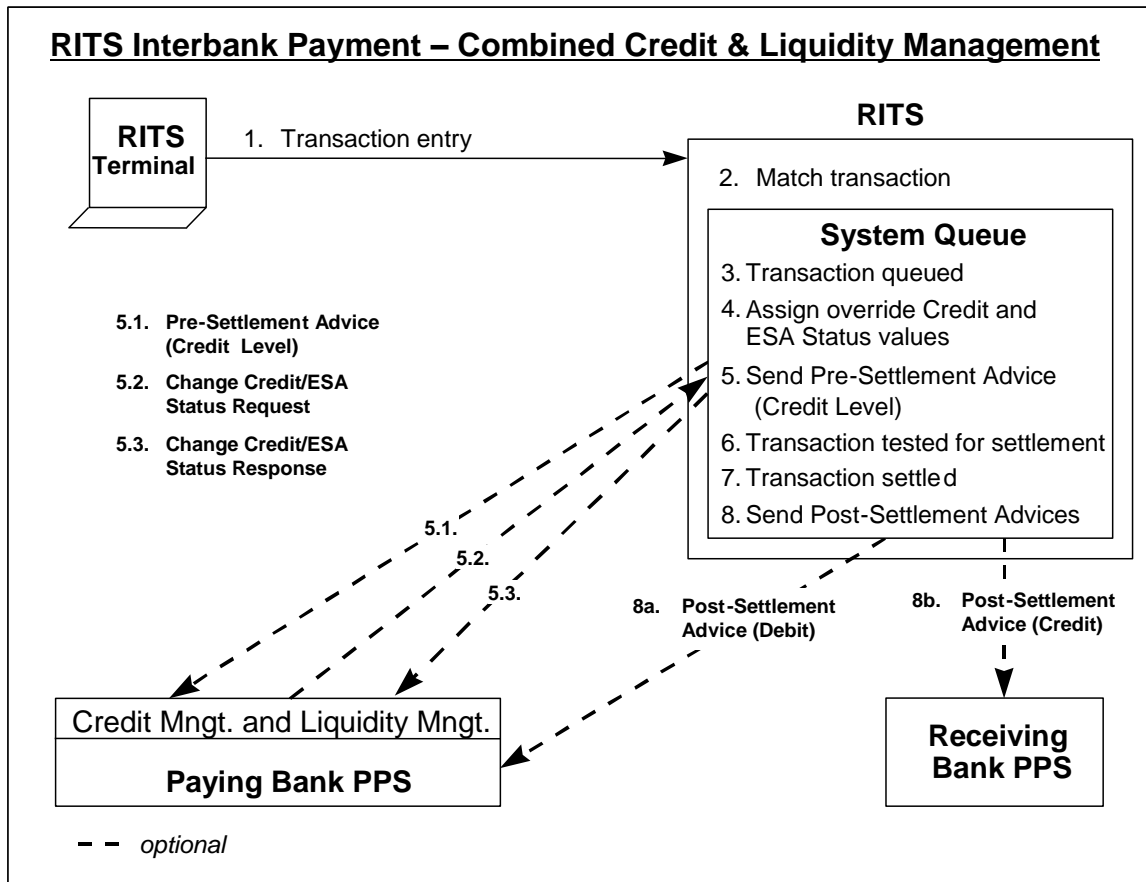 RITS Interbank Payment – Combined Credit & Liquidity Management
RITS
Terminal
1. Transaction entry
RITS
2. Match transaction
System Queue
3. Transaction queued
4. Assign override Credit and
ESA Status values
5. Send Pre-Settlement Advice
(Credit Level)
6. Transaction tested for settlement
7. Transaction settled
8. Send Post-Settlement Advices
5.1. Pre-Settlement Advice
(Credit Level)
5.2. Change Credit/ESA
Status Request
5.3. Change Credit/ESA
Status Response
5.1.
5.2.
5.3.
8a. Post-Settlement
Advice (Debit)
8b. Post-Settlement
Advice (Credit)
Credit Mngt. and Liquidity Mngt.
Paying Bank PPS
Receiving
Bank PPS
optional